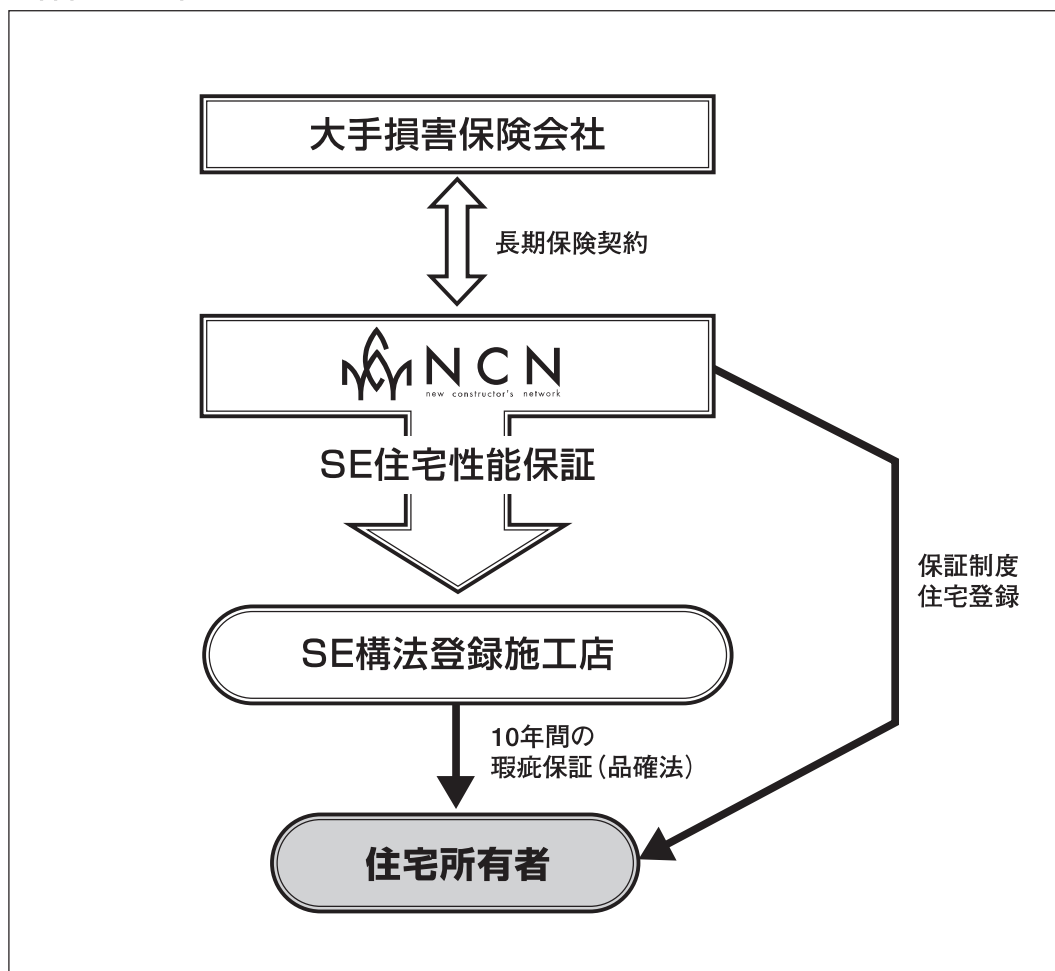 大手損害保険会社
長期保険契約
NCN
new constructor's network
SE住宅性能保証
保証制度
住宅登録
SE構法登録施工店
10年間の
瑕疵保証（品確法）
住宅所有者